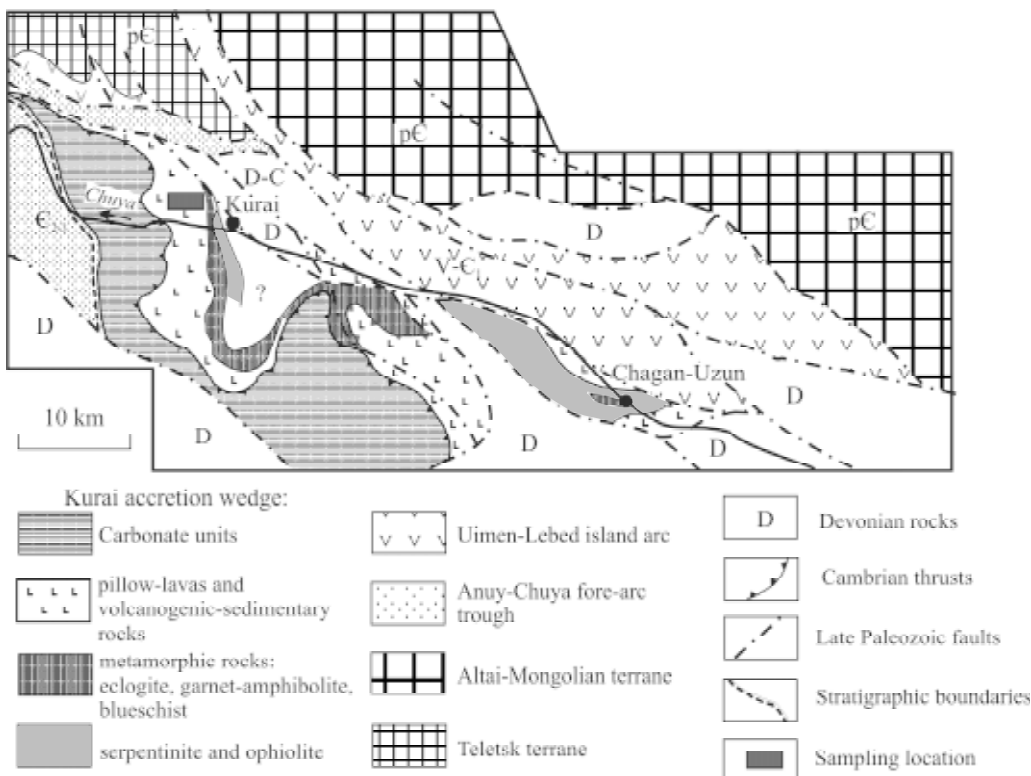 pЄ
pЄ
D-C
Chuya
Kurai
D
D
pЄ
V-Є₁
?
D
Chagan-Uzun
D
10 km
D
D
D
Kurai accretion wedge:
Carbonate units
Uimen-Lebed island arc
D
Devonian rocks
pillow-lavas and
volcanogenic-sedimentary
rocks
Anuy-Chuya fore-arc
trough
Cambrian thrusts
metamorphic rocks:
eclogite, garnet-amphibolite,
blueschist
Altai-Mongolian terrane
Late Paleozoic faults
Stratigraphic boundaries
serpentinite and ophiolite
Teletsk terrane
Sampling location